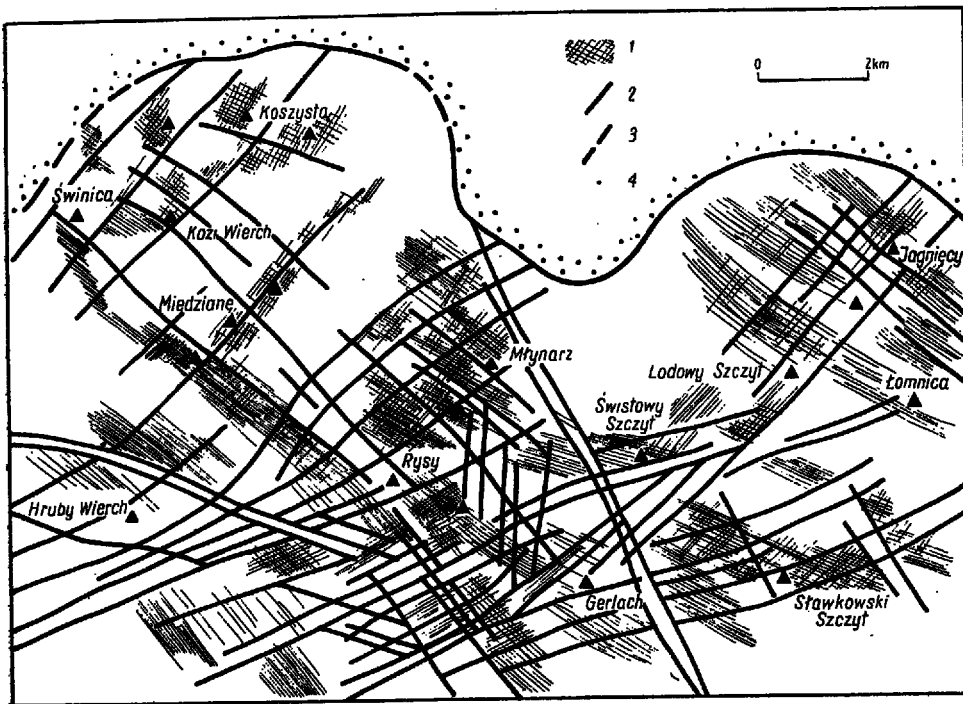 1
0 2km
2
3
4
Koszysta
Świnica
Kozi Wierch
Jagnięcy
Miedziane
Młynarz
Lodowy Szczyt
Łomnica
Świstowy
Szczyt
Rysy
Hruby Wierch
Gerlach
Sławkowski
Szczyt